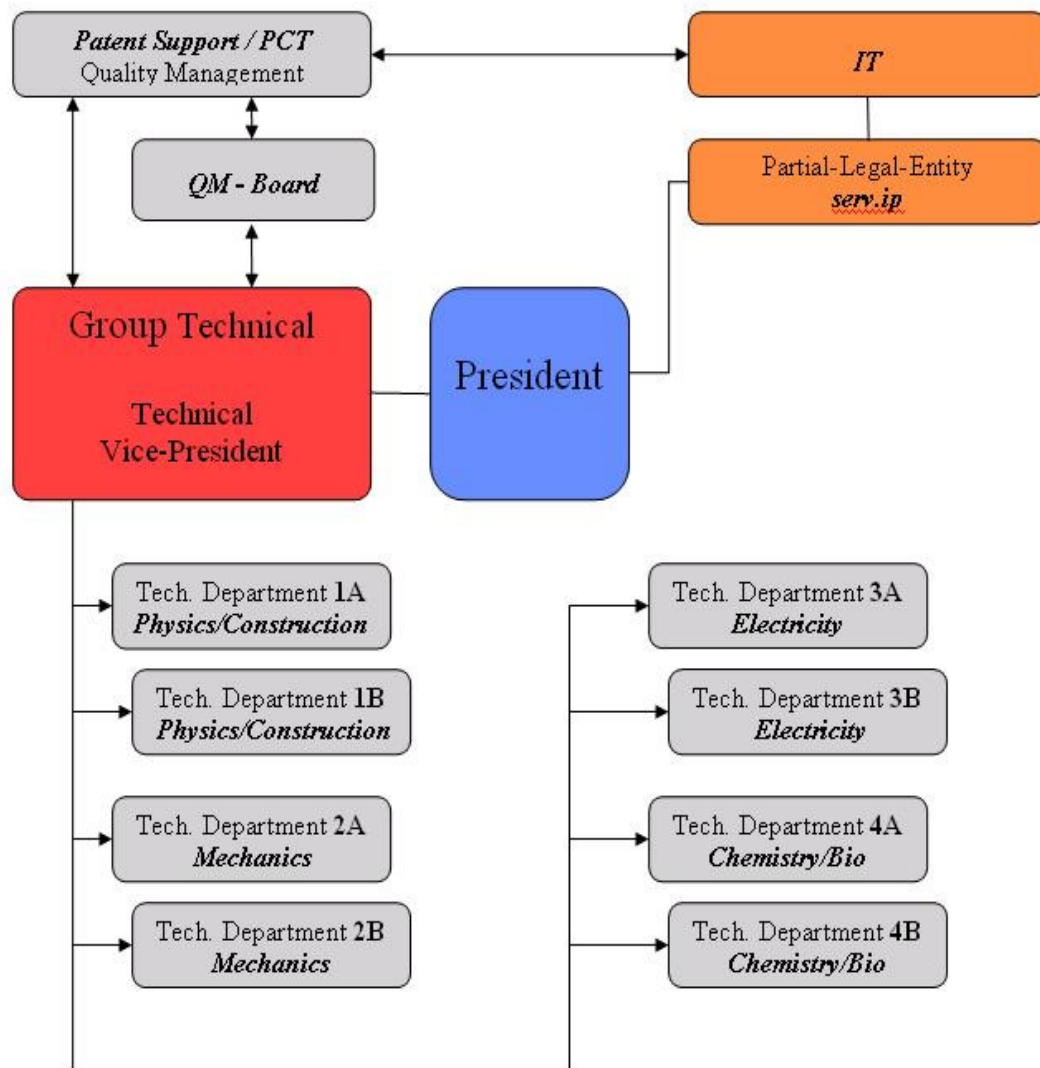 Patent Support / PCT
Quality Management
IT
QM - Board
Partial-Legal-Entity
serv.ip
Group Technical
Technical
Vice-President
President
Tech. Department 1A
Physics/Construction
Tech. Department 1B
Physics/Construction
Tech. Department 2A
Mechanics
Tech. Department 2B
Mechanics
Tech. Department 3A
Electricity
Tech. Department 3B
Electricity
Tech. Department 4A
Chemistry/Bio
Tech. Department 4B
Chemistry/Bio